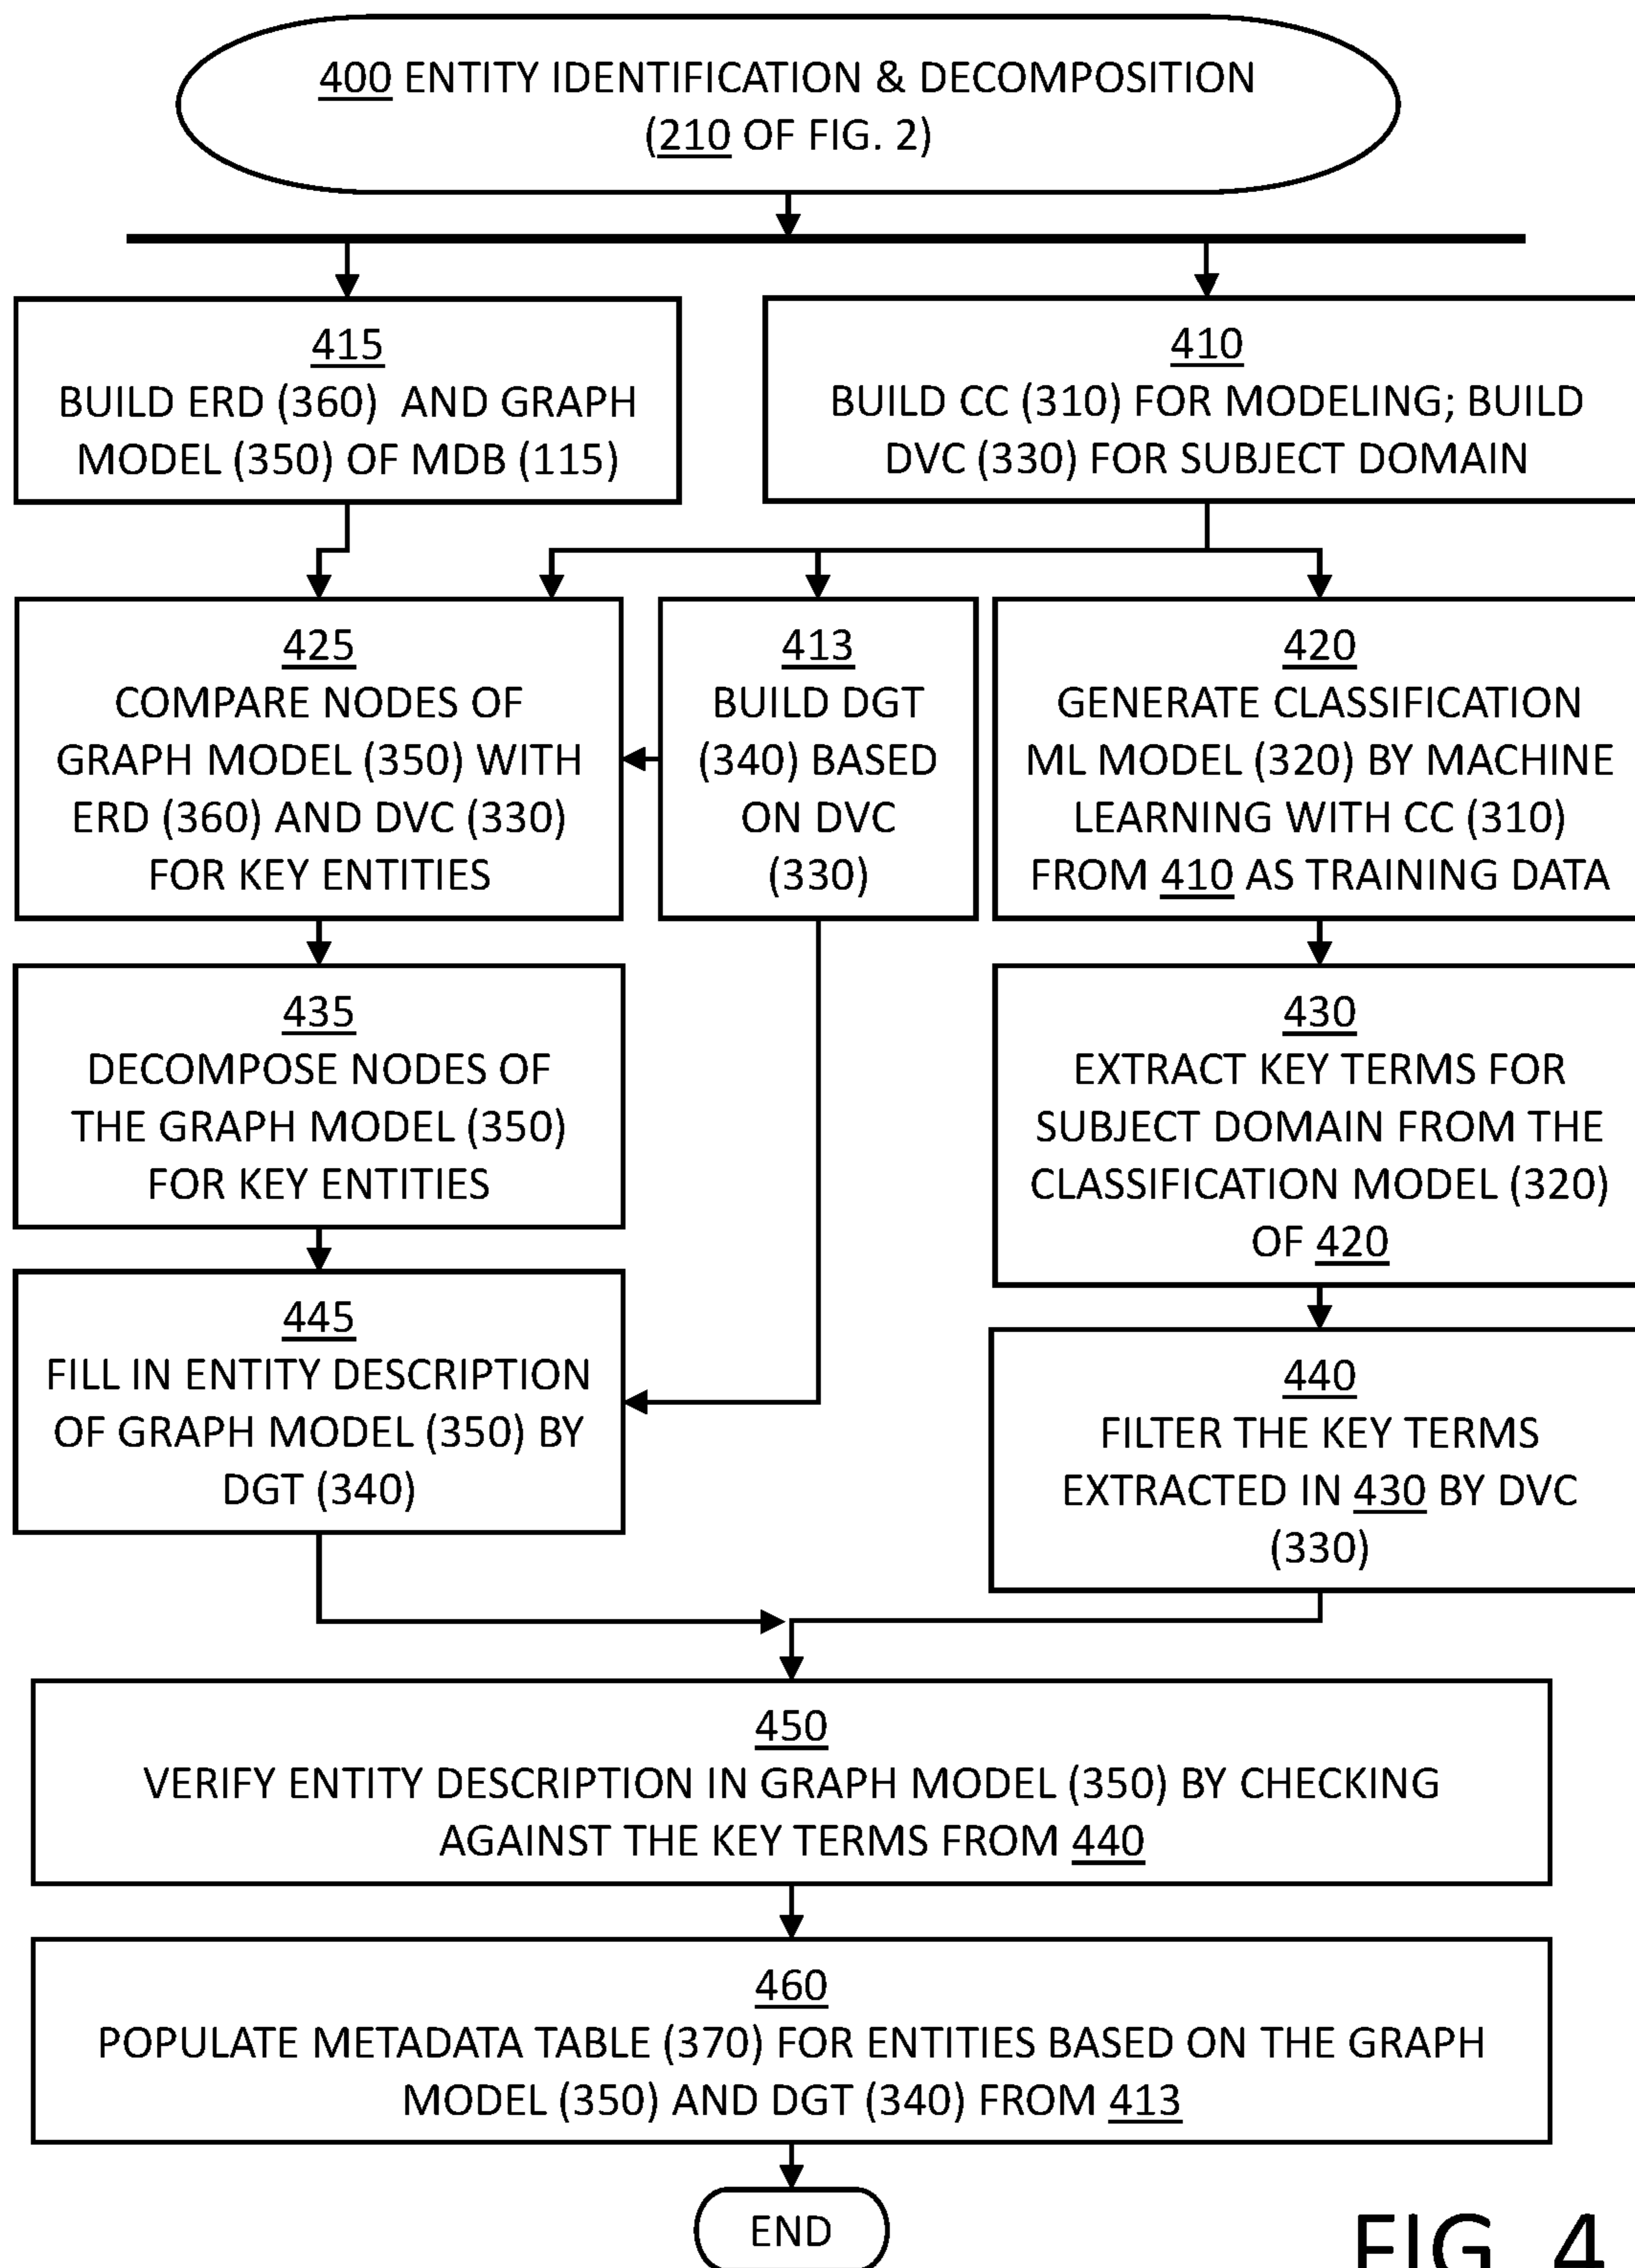 400 ENTITY IDENTIFICATION & DECOMPOSITION
(210 OF FIG. 2)
415
BUILD ERD (360) AND GRAPH
MODEL (350) OF MDB (115)
410
BUILD CC (310) FOR MODELING; BUILD
DVC (330) FOR SUBJECT DOMAIN
425
COMPARE NODES OF
GRAPH MODEL (350) WITH
ERD (360) AND DVC (330)
FOR KEY ENTITIES
413
BUILD DGT
(340) BASED
ON DVC
(330)
420
GENERATE CLASSIFICATION
ML MODEL (320) BY MACHINE
LEARNING WITH CC (310)
FROM 410 AS TRAINING DATA
435
DECOMPOSE NODES OF
THE GRAPH MODEL (350)
FOR KEY ENTITIES
430
EXTRACT KEY TERMS FOR
SUBJECT DOMAIN FROM THE
CLASSIFICATION MODEL (320)
OF 420
445
FILL IN ENTITY DESCRIPTION
OF GRAPH MODEL (350) BY
DGT (340)
440
FILTER THE KEY TERMS
EXTRACTED IN 430 BY DVC
(330)
450
VERIFY ENTITY DESCRIPTION IN GRAPH MODEL (350) BY CHECKING
AGAINST THE KEY TERMS FROM 440
460
POPULATE METADATA TABLE (370) FOR ENTITIES BASED ON THE GRAPH
MODEL (350) AND DGT (340) FROM 413
END
FIG. 4